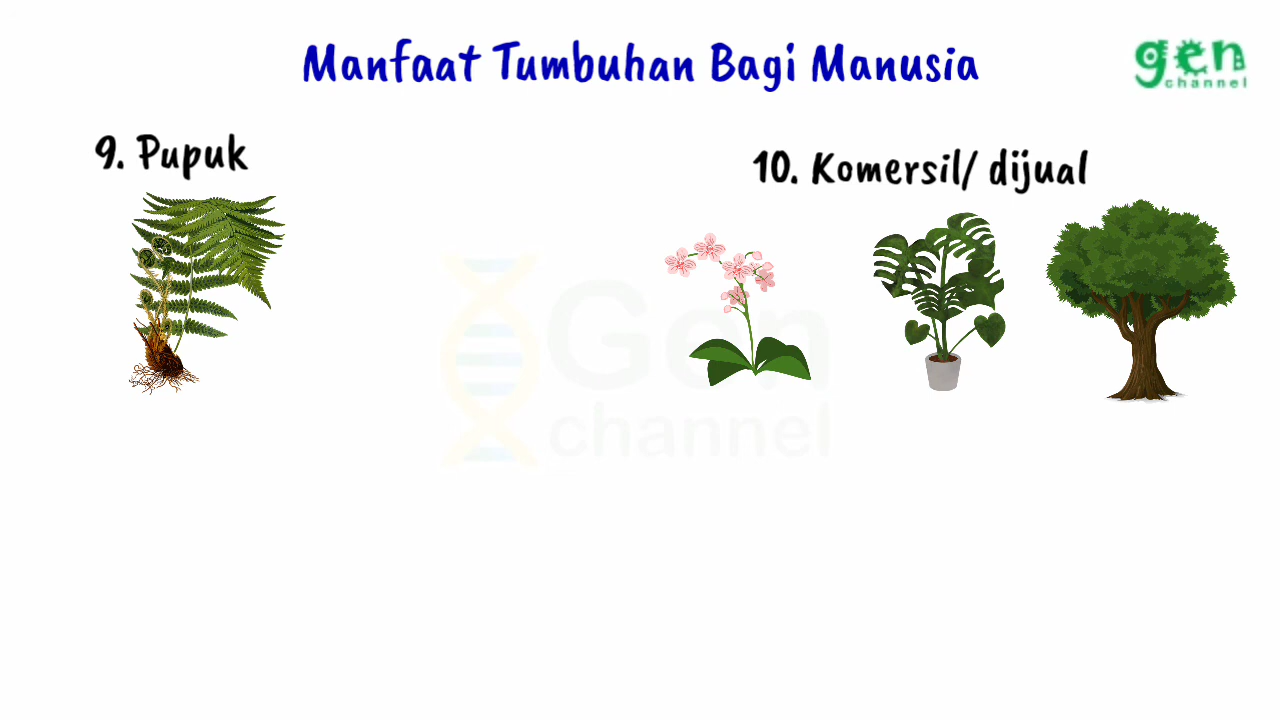 Manfaat Tumbuhan Bagi Manusia
gen
channel
9. Pupuk
10. Komersil/ dijual
Gen
channel